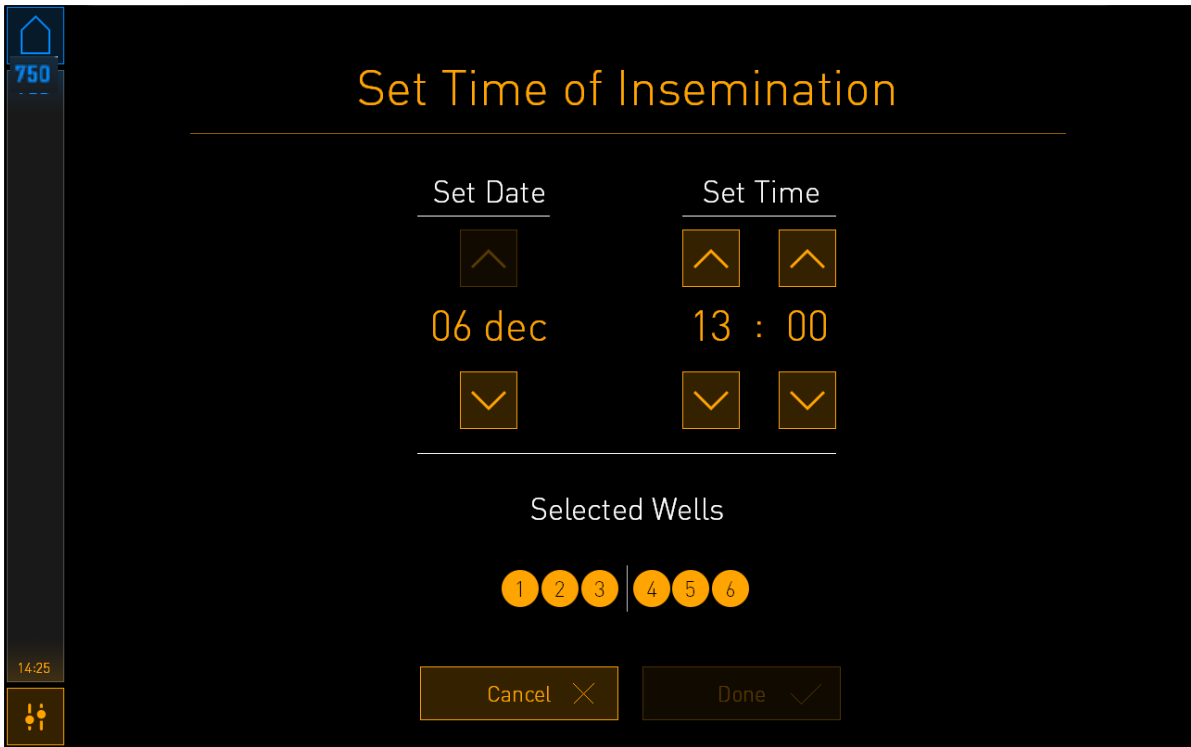 750
Set Time of Insemination
Set Date Set Time
06 dec 13 : 00
Selected Wells
1 2 3 4 5 6
14:25
Cancel Done